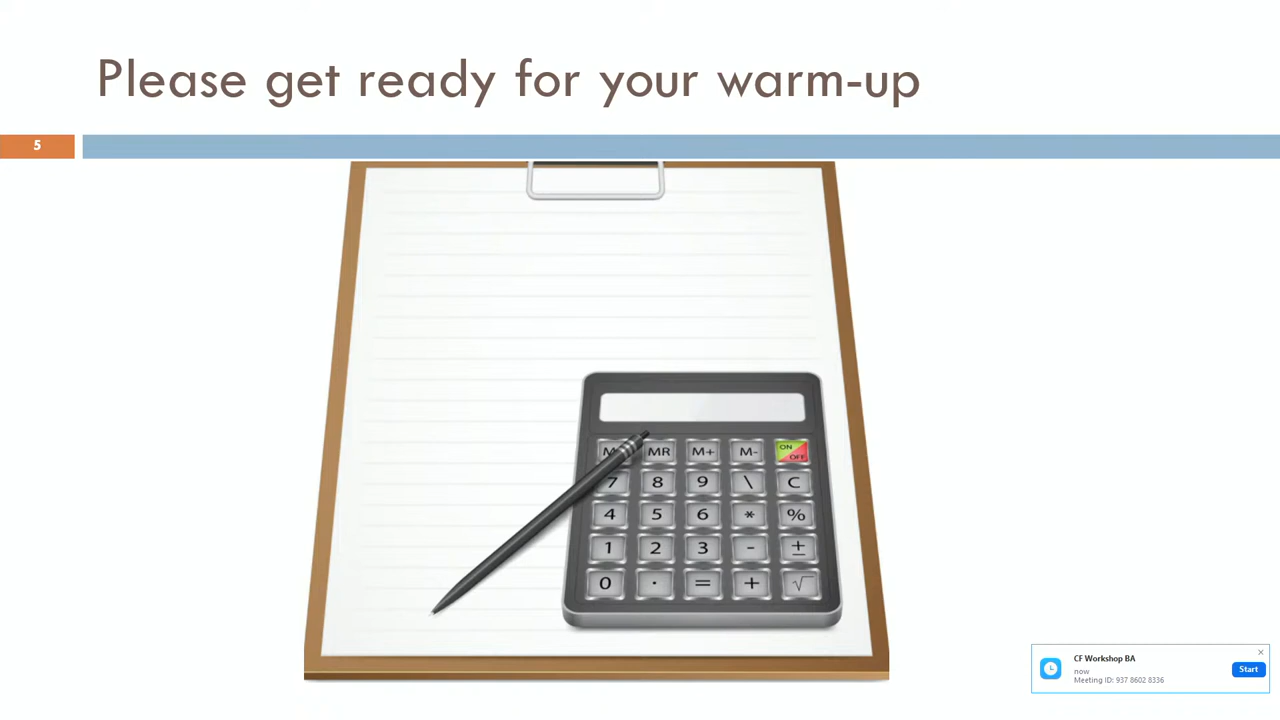 Please get ready for your warm-up
5
MR M+ M- ON OFF
7 8 9 \ C
4 5 6 * %
1 2 3 - ±
0 . = + √
CF Workshop BA
now
Meeting ID: 937 8602 8336
Start